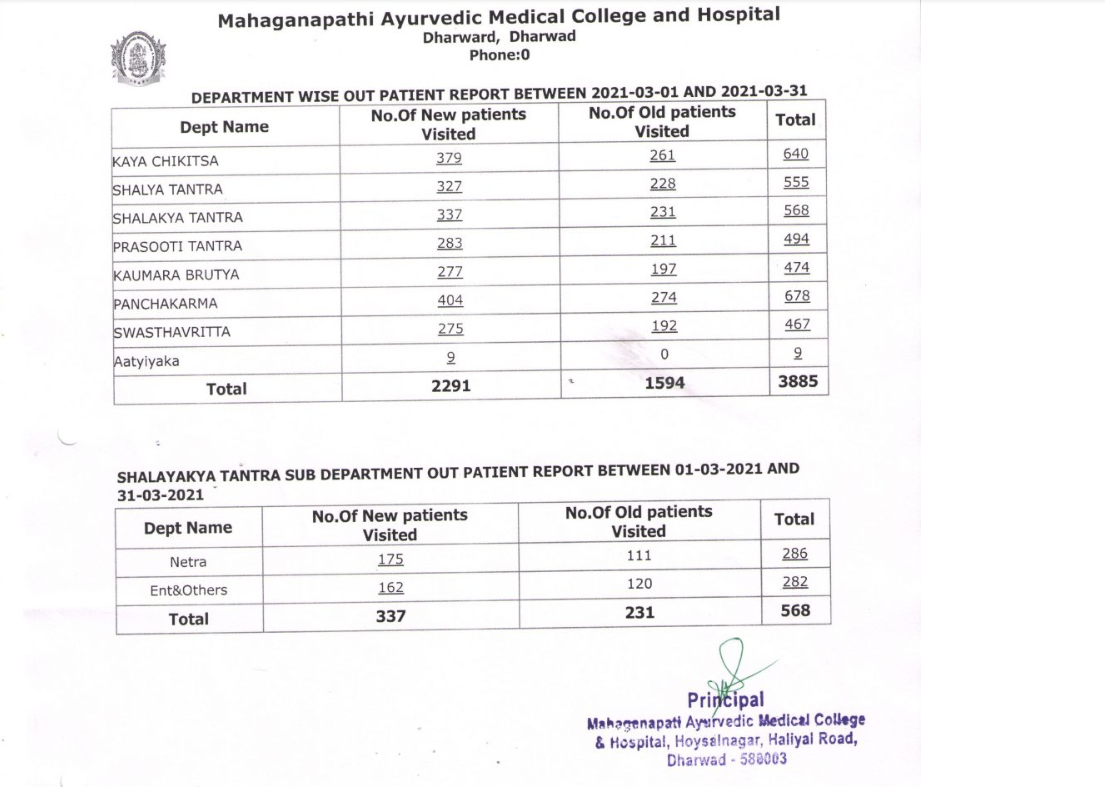 Mahaganapathi Ayurvedic Medical College and Hospital
Dharward, Dharwad
Phone:0
DEPARTMENT WISE OUT PATIENT REPORT BETWEEN 2021-03-01 AND 2021-03-31
Dept Name No.Of New patients Visited No.Of Old patients Visited Total
KAYA CHIKITSA 379 261 640
SHALYA TANTRA 327 228 555
SHALAKYA TANTRA 337 231 568
PRASOOTI TANTRA 283 211 494
KAUMARA BRUTYA 277 197 474
PANCHAKARMA 404 274 678
SWASTHAVRITTA 275 192 467
Aatyiyaka 9 0 9
Total 2291 1594 3885
SHALAYAKYA TANTRA SUB DEPARTMENT OUT PATIENT REPORT BETWEEN 01-03-2021 AND
31-03-2021
Dept Name No.Of New patients Visited No.Of Old patients Visited Total
Netra 175 111 286
Ent&Others 162 120 282
Total 337 231 568
Principal
Mahagenapati Ayurvedic Medical College
& Hospital, Hoysalnagar, Haliyal Road,
Dharwad - 580003